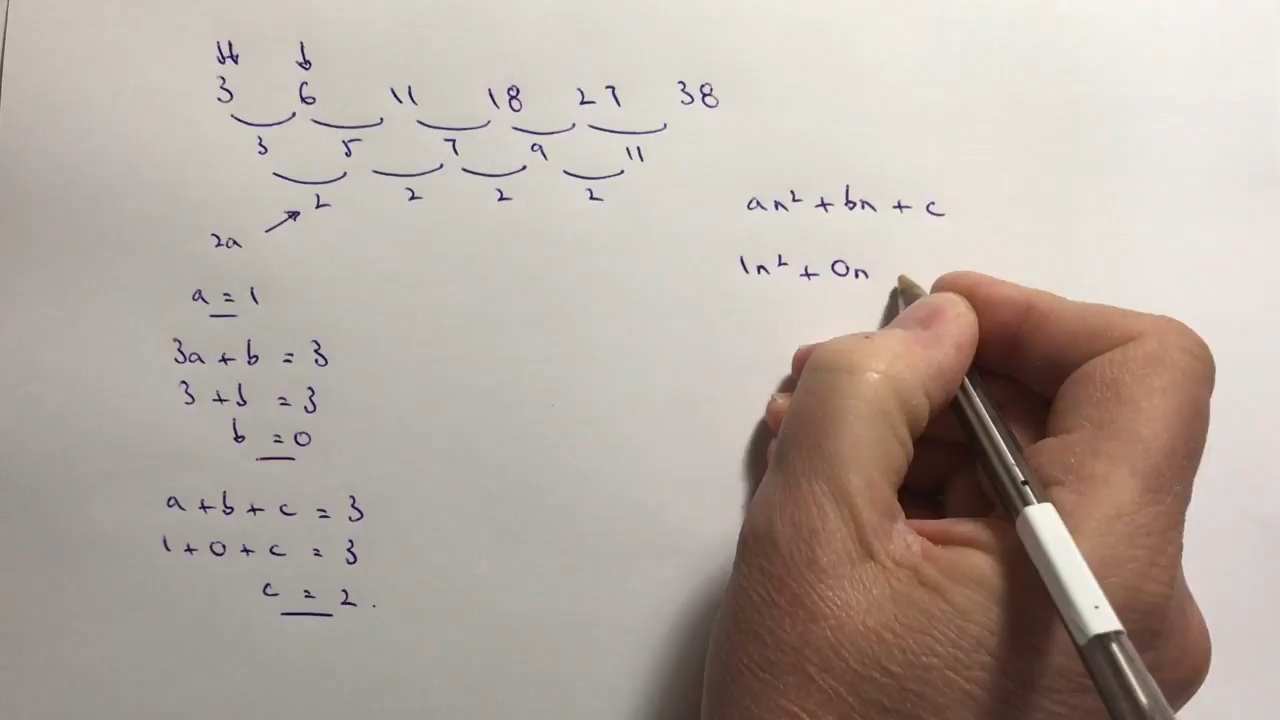 3 6 11 18 27 38
3 5 7 9 11
2 2 2 2
2a
an² + bn + c
1n² + 0n
a = 1
3a + b = 3
3 + b = 3
b = 0
a + b + c = 3
1 + 0 + c = 3
c = 2.